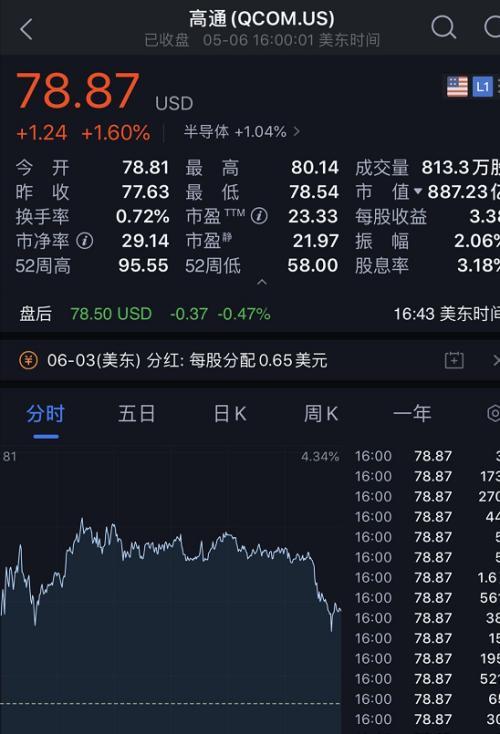 高通(QCOM.US)
已收盘 05-06 16:00:01 美东时间
78.87 USD
L1
+1.24 +1.60% 半导体 +1.04%
今 开 78.81 最 高 80.14 成交量 813.3万股
昨 收 77.63 最 低 78.54 市 值 887.23亿
换手率 0.72% 市盈TTM 23.33 每股收益 3.38
市净率 29.14 市盈静 21.97 振 幅 2.06%
52周高 95.55 52周低 58.00 股息率 3.18%
盘后 78.50 USD -0.37 -0.47% 16:43 美东时间
06-03(美东) 分红: 每股分配0.65美元
分时 五日 日K 周K 一年
81 4.34%
16:00 78.87 3
16:00 78.87 173
16:00 78.87 270
16:00 78.87 44
16:00 78.87 5
16:00 78.87 5
16:00 78.87 1.6
16:00 78.87 561
16:00 78.87 38
16:00 78.87 15
16:00 78.87 195
16:00 78.87 521
16:00 78.87 65
16:00 78.87 30